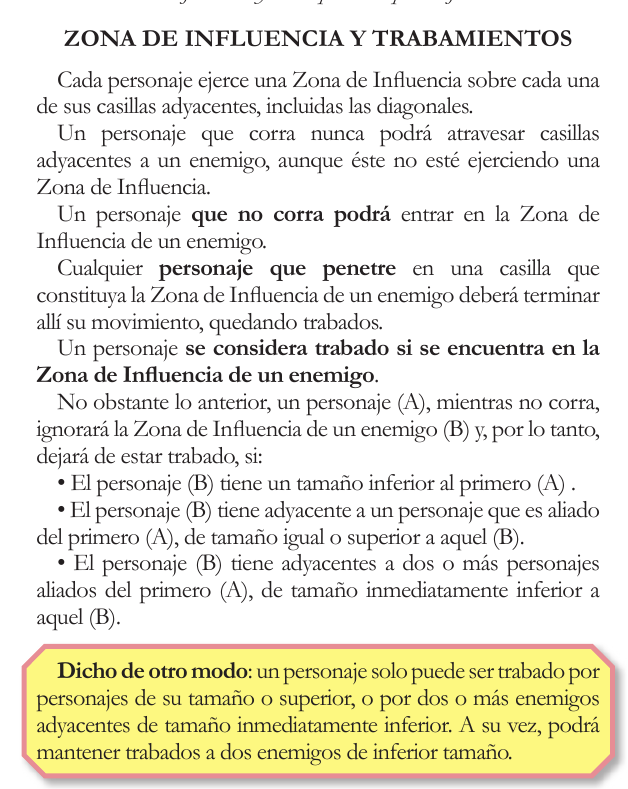 ZONA DE INFLUENCIA Y TRABAMIENTOS
Cada personaje ejerce una Zona de Influencia sobre cada una
de sus casillas adyacentes, incluidas las diagonales.
Un personaje que corra nunca podrá atravesar casillas
adyacentes a un enemigo, aunque éste no esté ejerciendo una
Zona de Influencia.
Un personaje que no corra podrá entrar en la Zona de
Influencia de un enemigo.
Cualquier personaje que penetre en una casilla que
constituya la Zona de Influencia de un enemigo deberá terminar
allí su movimiento, quedando trabados.
Un personaje se considera trabado si se encuentra en la
Zona de Influencia de un enemigo.
No obstante lo anterior, un personaje (A), mientras no corra,
ignorará la Zona de Influencia de un enemigo (B) y, por lo tanto,
dejará de estar trabado, si:
• El personaje (B) tiene un tamaño inferior al primero (A) .
• El personaje (B) tiene adyacente a un personaje que es aliado
del primero (A), de tamaño igual o superior a aquel (B).
• El personaje (B) tiene adyacentes a dos o más personajes
aliados del primero (A), de tamaño inmediatamente inferior a
aquel (B).
Dicho de otro modo: un personaje solo puede ser trabado por
personajes de su tamaño o superior, o por dos o más enemigos
adyacentes de tamaño inmediatamente inferior. A su vez, podrá
mantener trabados a dos enemigos de inferior tamaño.